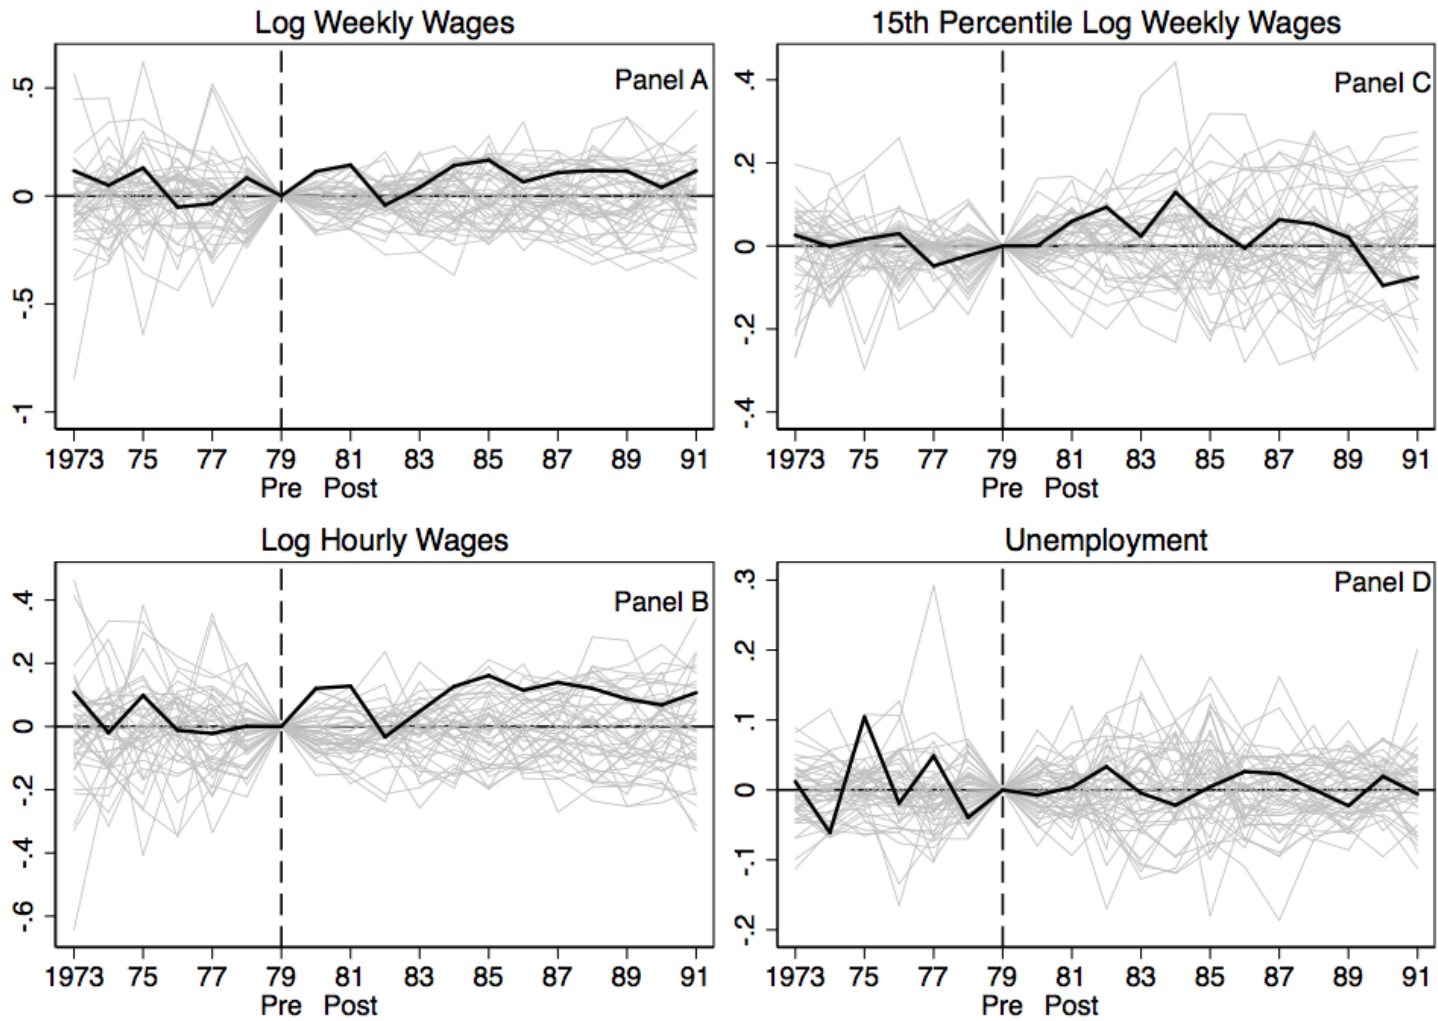 Log Weekly Wages
Panel A
.5
0
-.5
-1
1973 75 77 79 81 83 85 87 89 91
Pre Post
15th Percentile Log Weekly Wages
Panel C
.4
.2
0
-.2
-.4
1973 75 77 79 81 83 85 87 89 91
Pre Post
Log Hourly Wages
Panel B
.4
.2
0
-.2
-.4
-.6
1973 75 77 79 81 83 85 87 89 91
Pre Post
Unemployment
Panel D
.3
.2
.1
0
-.1
-.2
1973 75 77 79 81 83 85 87 89 91
Pre Post